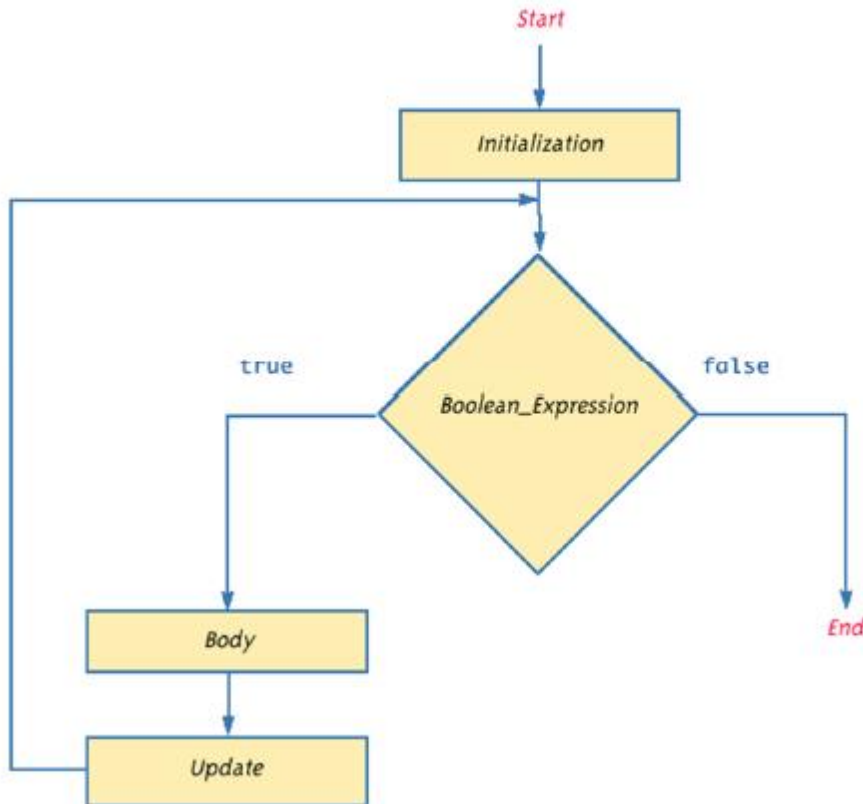 Start
Initialization
true
false
Boolean_Expression
Body
End
Update